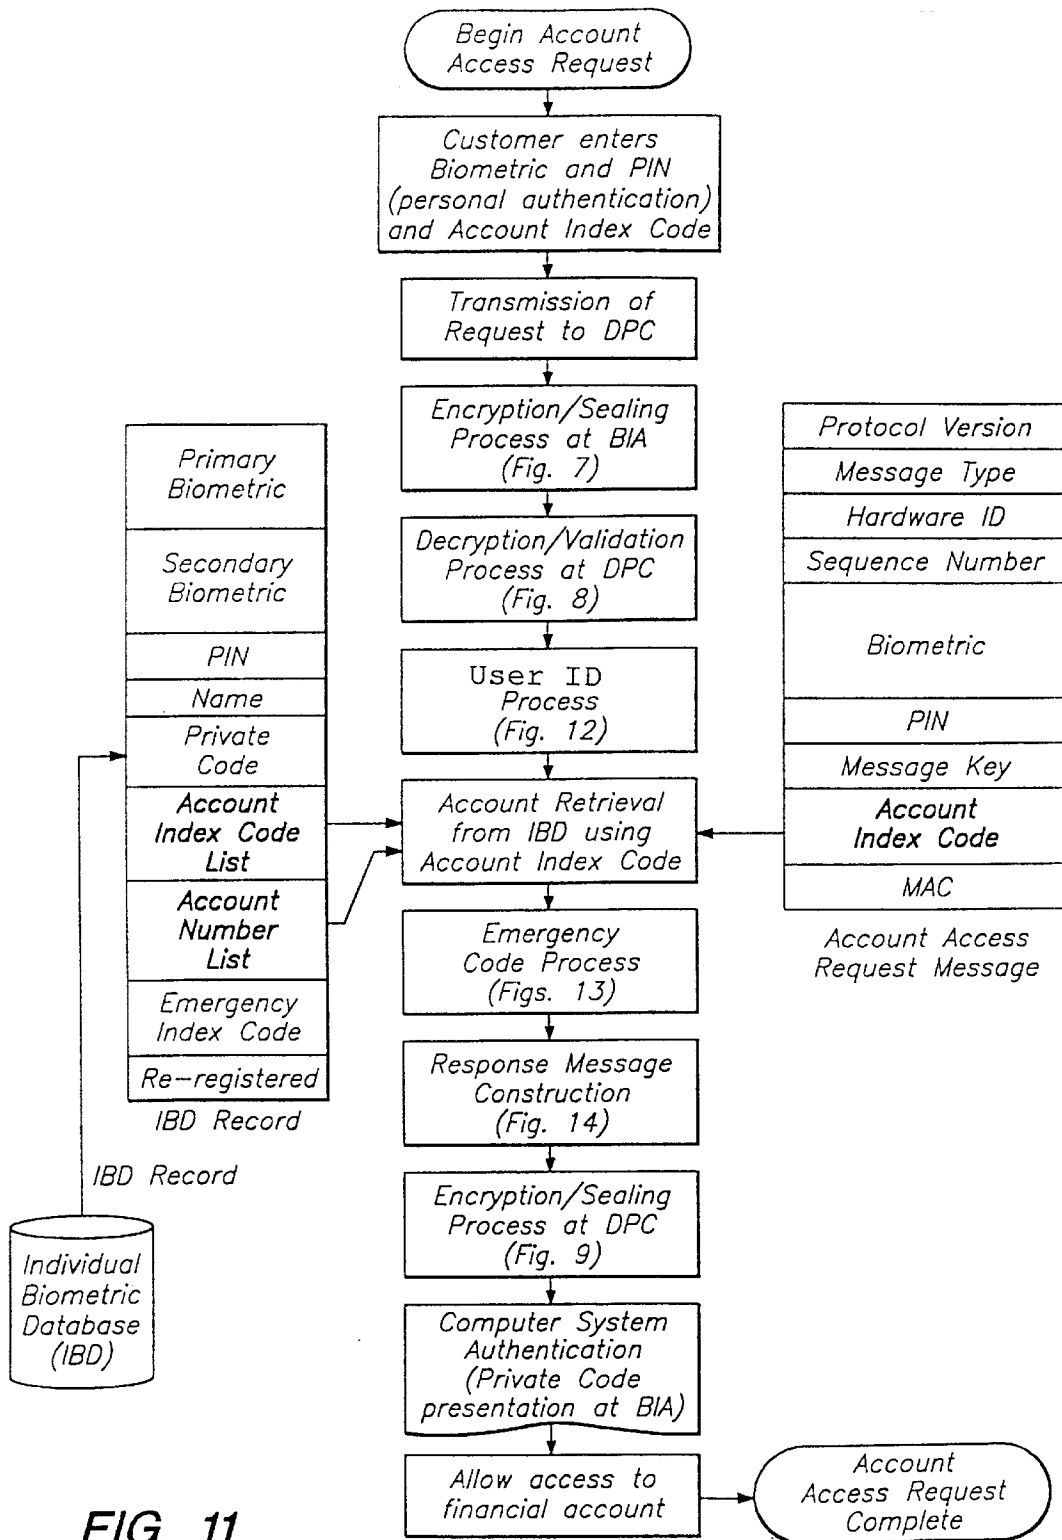 Begin Account
Access Request
Customer enters
Biometric and PIN
(personal authentication)
and Account Index Code
Transmission of
Request to DPC
Encryption/Sealing
Process at BIA
(Fig. 7)
Decryption/Validation
Process at DPC
(Fig. 8)
User ID
Process
(Fig. 12)
Account Retrieval
from IBD using
Account Index Code
Emergency
Code Process
(Figs. 13)
Response Message
Construction
(Fig. 14)
Encryption/Sealing
Process at DPC
(Fig. 9)
Computer System
Authentication
(Private Code
presentation at BIA)
Allow access to
financial account
Account
Access Request
Complete
Primary
Biometric
Secondary
Biometric
PIN
Name
Private
Code
Account
Index Code
List
Account
Number
List
Emergency
Index Code
Re-registered
IBD Record
IBD Record
Individual
Biometric
Database
(IBD)
Protocol Version
Message Type
Hardware ID
Sequence Number
Biometric
PIN
Message Key
Account
Index Code
MAC
Account Access
Request Message
FIG. 11